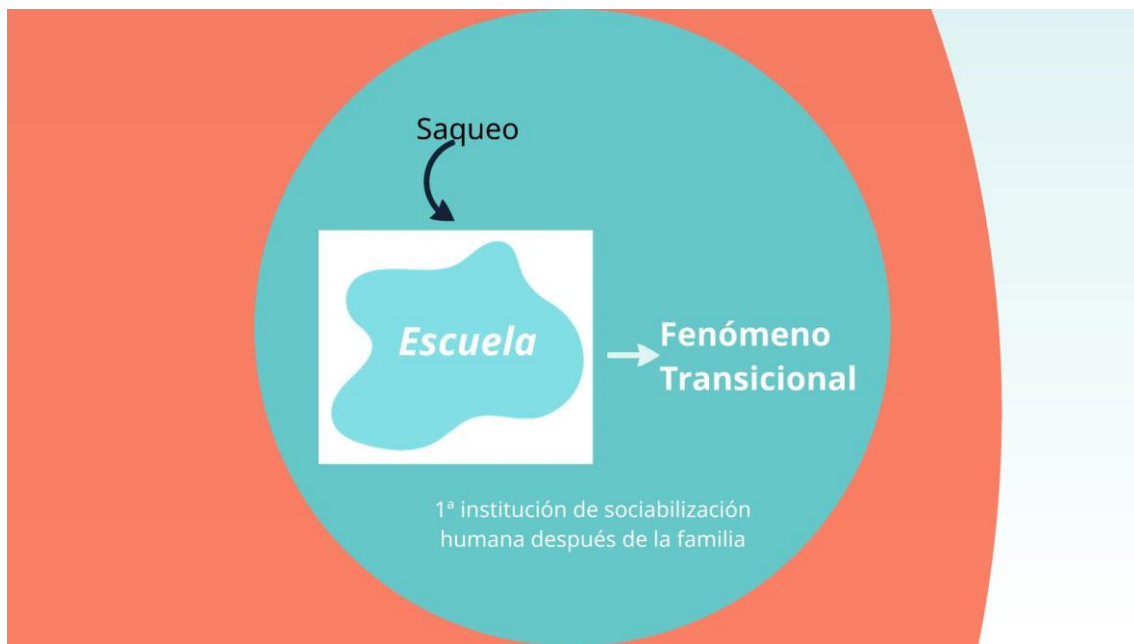 Saqueo
Escuela
Fenómeno
Transicional
1ª institución de sociabilización
humana después de la familia